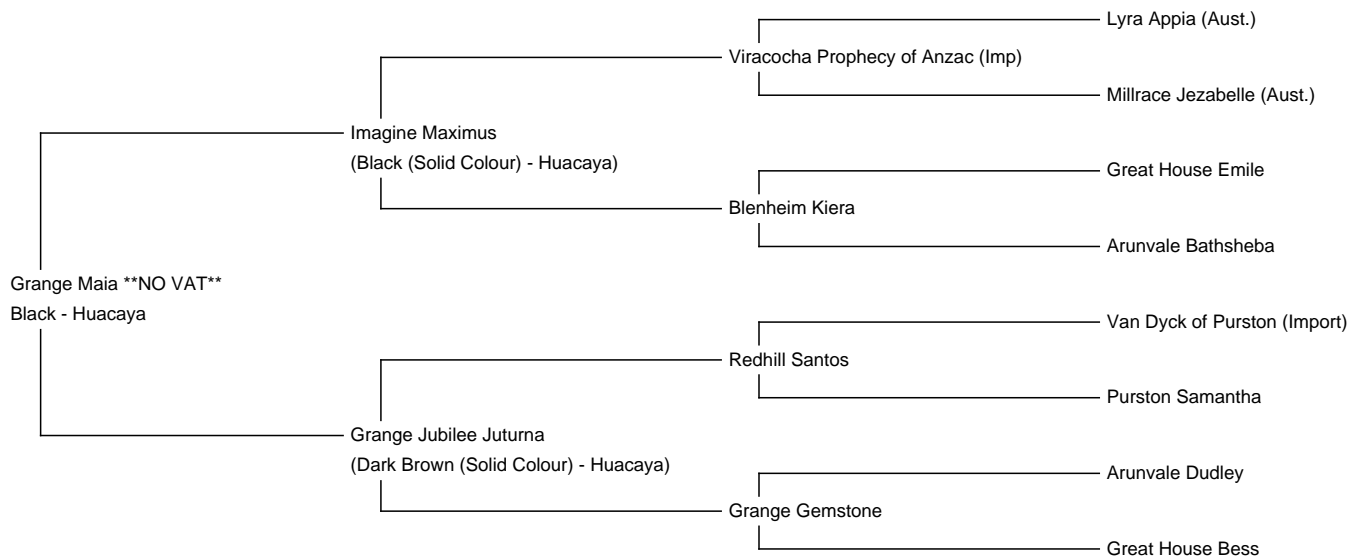 Lyra Appia (Aust.)
Viracocha Prophecy of Anzac (Imp)
Millrace Jezabelle (Aust.)
Imagine Maximus
(Black (Solid Colour) - Huacaya)
Great House Emile
Blenheim Kiera
Arunvale Bathsheba
Grange Maia **NO VAT**
Black - Huacaya
Van Dyck of Purston (Import)
Redhill Santos
Purston Samantha
Grange Jubilee Juturna
(Dark Brown (Solid Colour) - Huacaya)
Arunvale Dudley
Grange Gemstone
Great House Bess